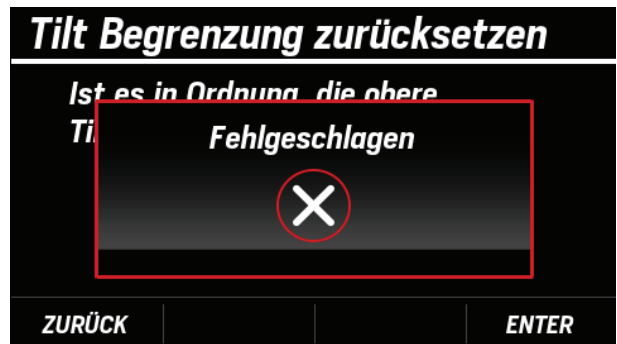 Tilt Begrenzung zurücksetzen
Ist es in Ordnung, die obere
Fehlgeschlagen
ZURÜCK ENTER